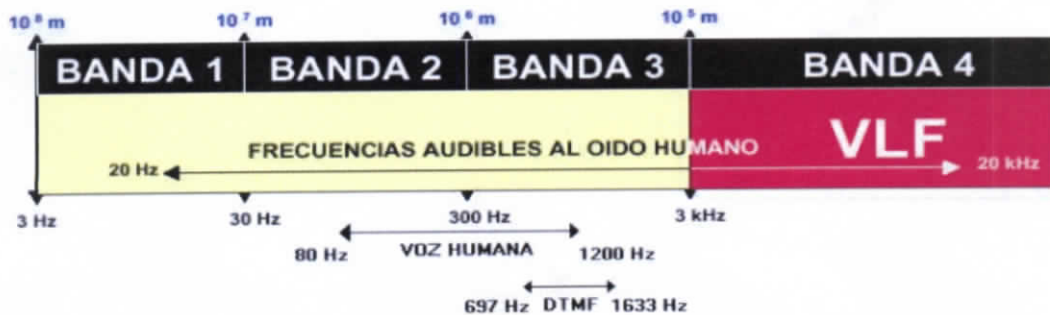 10⁸ m 10⁷ m 10⁶ m 10⁵ m
BANDA 1 BANDA 2 BANDA 3 BANDA 4
FRECUENCIAS AUDIBLES AL OIDO HUMANO VLF
20 Hz 20 kHz
3 Hz 30 Hz 300 Hz 3 kHz
80 Hz VOZ HUMANA 1200 Hz
697 Hz DTMF 1633 Hz